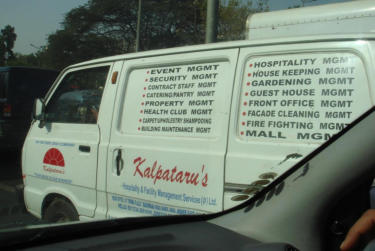 EVENT MGMT
SECURITY MGMT
CONTRACT STAFF MGMT
CATERING/PANTRY MGMT
PROPERTY MGMT
HEALTH CLUB MGMT
CARPET/UPHOLSTRY SHAMPOOING
BUILDING MAINTENANCE MGMT
HOSPITALITY MGMT
HOUSE KEEPING MGMT
GARDENING MGMT
GUEST HOUSE MGMT
FRONT OFFICE MGMT
FACADE CLEANING MGMT
FIRE FIGHTING MGMT
MALL MGM
Kalpataru's
Hospitality & Facility Management Services (P) Ltd.
Kalpataru's